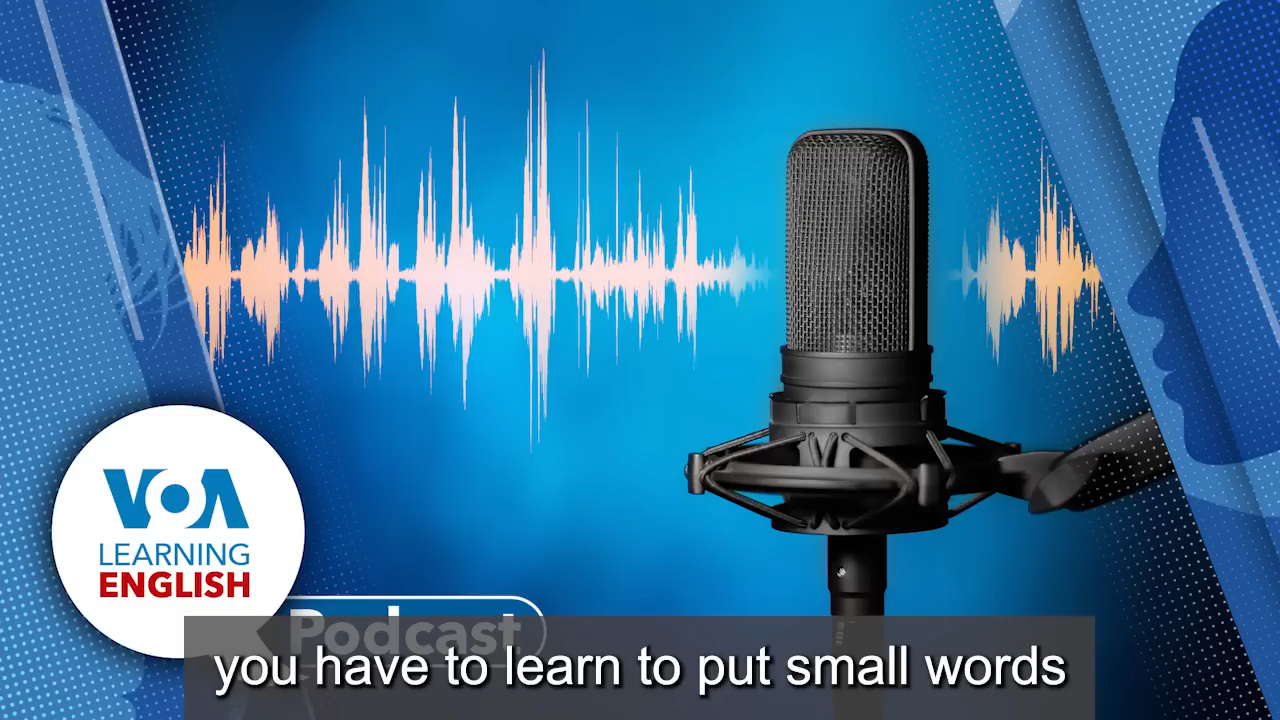 VOA
LEARNING
ENGLISH
Podcast
you have to learn to put small words